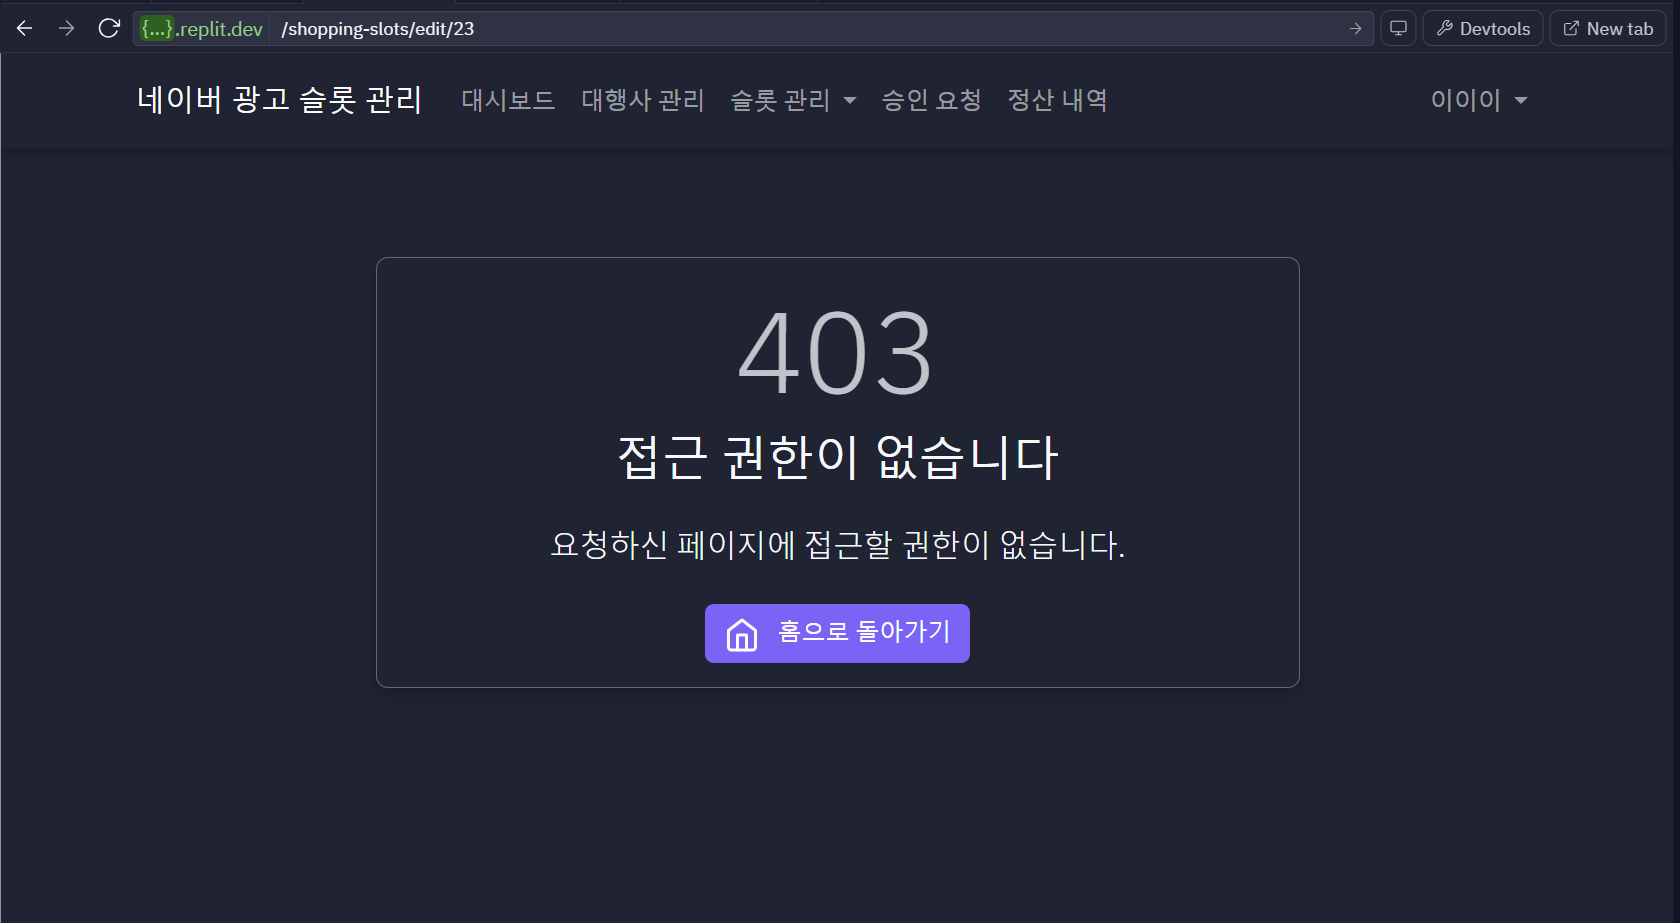 {...}.replit.dev /shopping-slots/edit/23 Devtools New tab
네이버 광고 슬롯 관리 대시보드 대행사 관리 슬롯 관리 승인 요청 정산 내역 이이이
403
접근 권한이 없습니다
요청하신 페이지에 접근할 권한이 없습니다.
홈으로 돌아가기